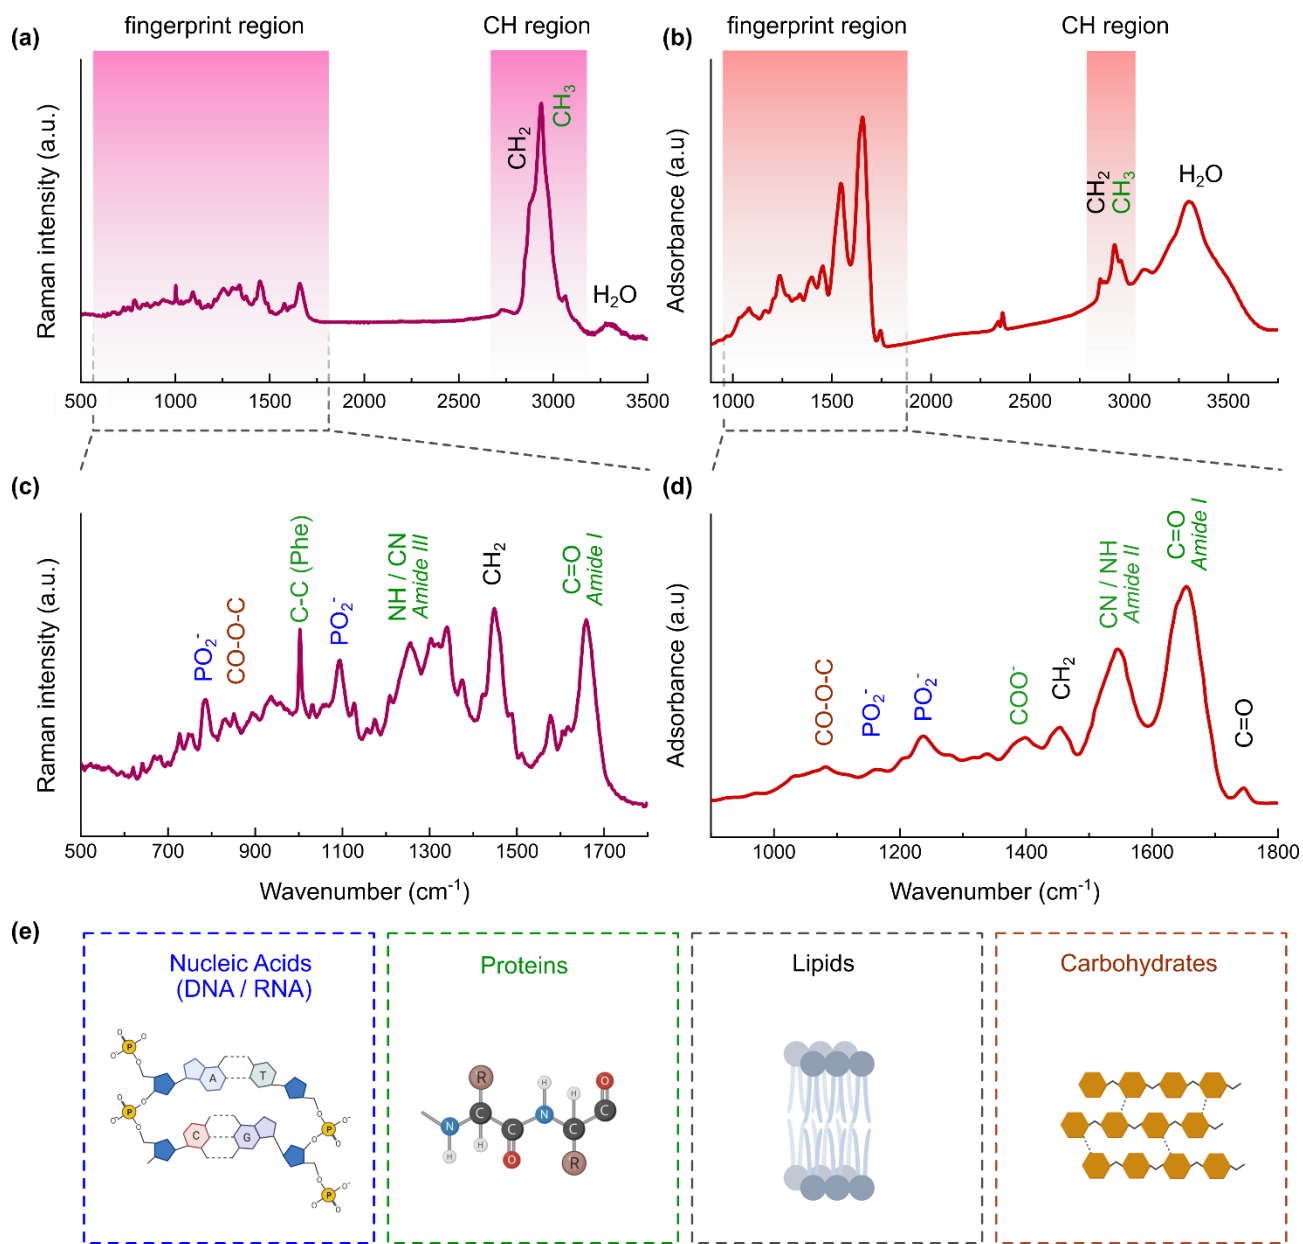 (a)
fingerprint region
CH region
Raman intensity (a.u.)
CH₂
CH₃
H₂O
500 1000 1500 2000 2500 3000 3500
(b)
fingerprint region
CH region
Adsorbance (a.u)
CH₂
CH₃
H₂O
1000 1500 2000 2500 3000 3500
(c)
Raman intensity (a.u.)
PO₂⁻
CO-O-C
C-C (Phe)
PO₂⁻
NH / CN
Amide III
CH₂
C=O
Amide I
500 700 900 1100 1300 1500 1700
Wavenumber (cm⁻¹)
(d)
Adsorbance (a.u)
CO-O-C
PO₂⁻
PO₂⁻
COO⁻
CH₂
CN / NH
Amide II
C=O
Amide I
C=O
1000 1200 1400 1600 1800
Wavenumber (cm⁻¹)
(e)
Nucleic Acids
(DNA / RNA)
O O⁻
P
O⁻
O
A T
O
P
O⁻
O
C G
O
P
O⁻
O
O
P
O⁻
O
Proteins
R
H
H
O
N
C
C
N
C
C
H
H
O
R
Lipids
Carbohydrates